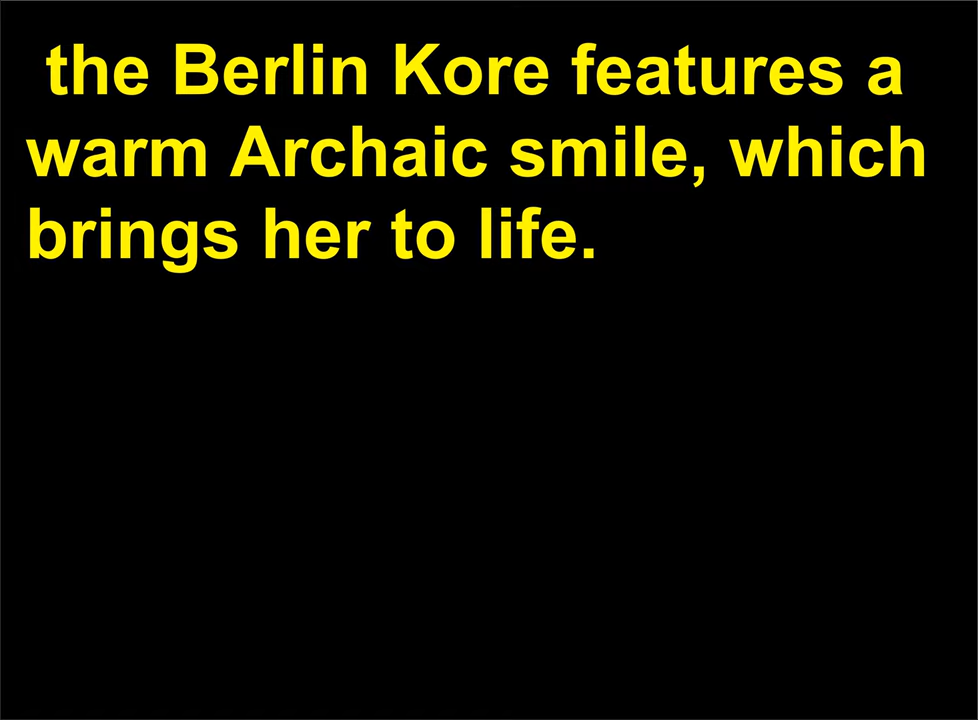 the Berlin Kore features a
warm Archaic smile, which
brings her to life.